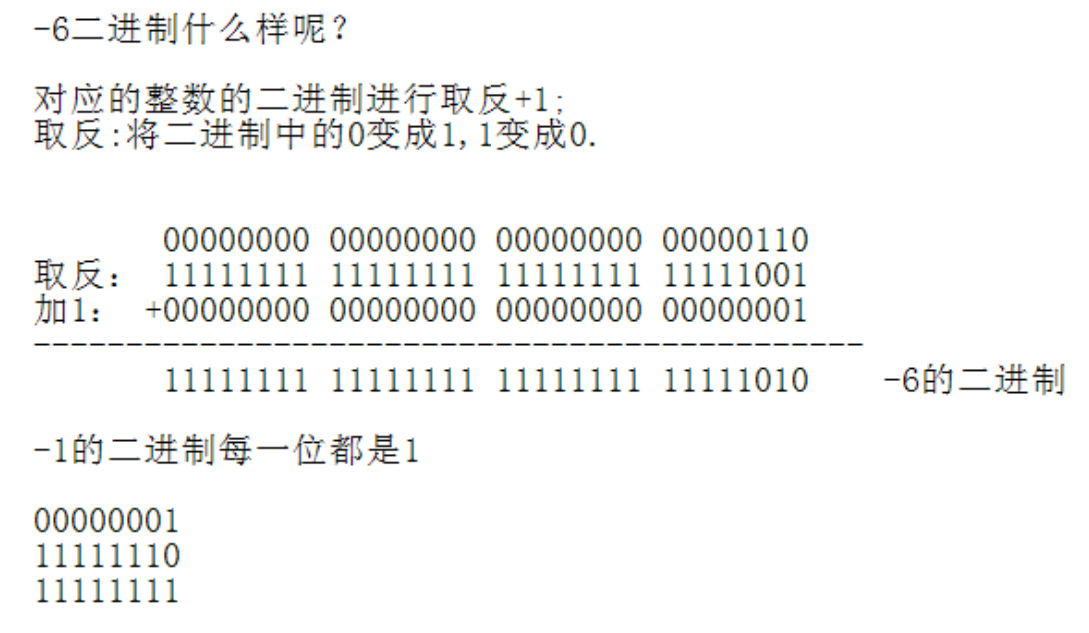 -6二进制什么样呢？
对应的整数的二进制进行取反+1;
取反:将二进制中的0变成1,1变成0.
00000000 00000000 00000000 00000110
取反： 11111111 11111111 11111111 11111001
加1： +00000000 00000000 00000000 00000001
---------------------------------------------
11111111 11111111 11111111 11111010 -6的二进制
-1的二进制每一位都是1
00000001
11111110
11111111